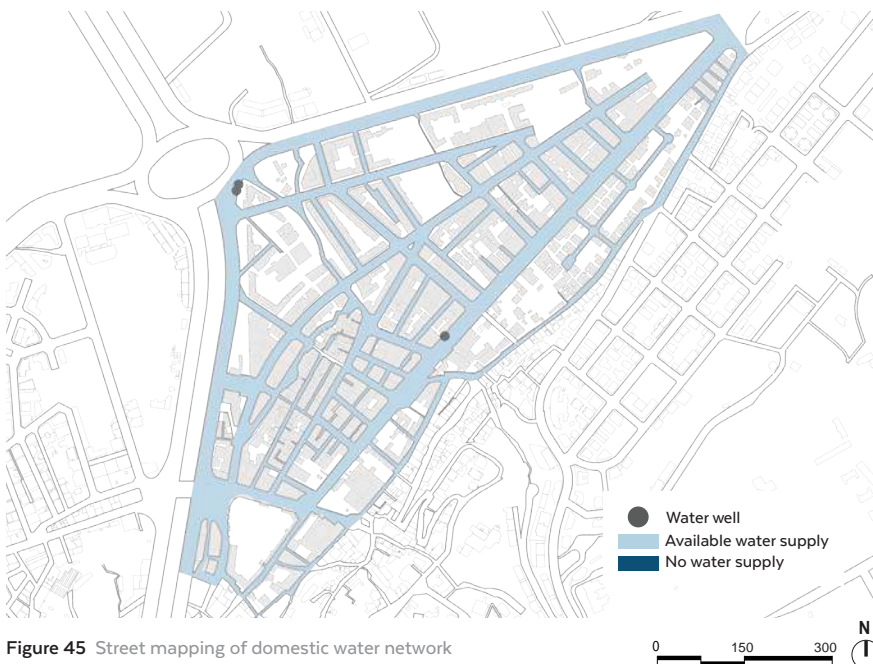 Water well
Available water supply
No water supply
Figure 45 Street mapping of domestic water network
0 150 300
N